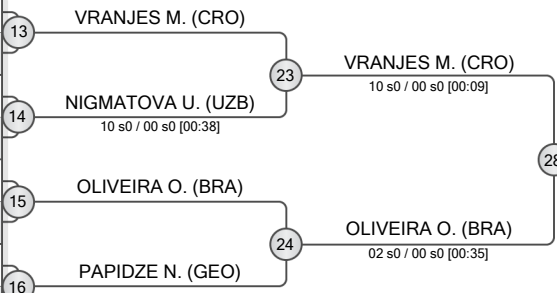 VRANJES M. (CRO)
13
23
VRANJES M. (CRO)
10 s0 / 00 s0 [00:09]
NIGMATOVA U. (UZB)
14
10 s0 / 00 s0 [00:38]
28
OLIVEIRA O. (BRA)
15
24
OLIVEIRA O. (BRA)
02 s0 / 00 s0 [00:35]
PAPIDZE N. (GEO)
16